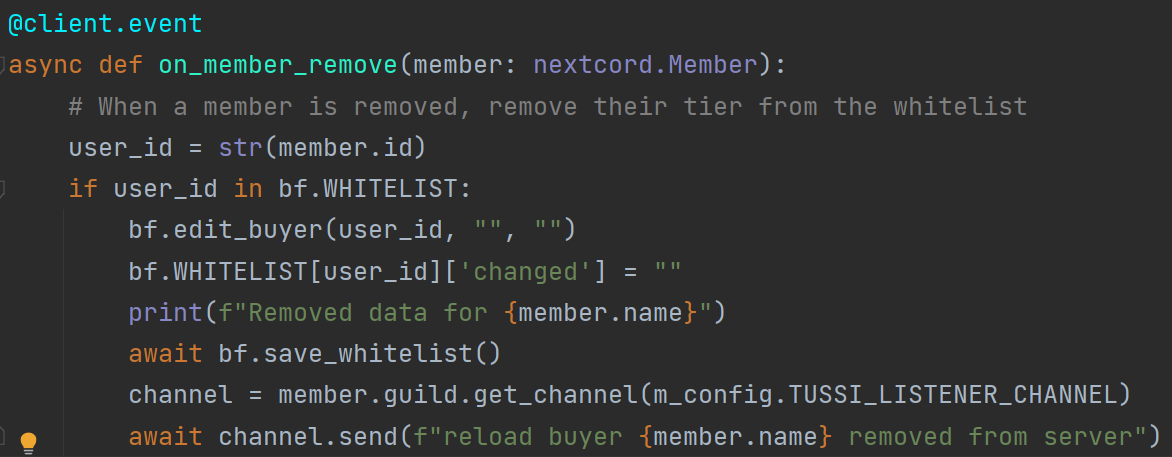 @client.event
async def on_member_remove(member: nextcord.Member):
    # When a member is removed, remove their tier from the whitelist
    user_id = str(member.id)
    if user_id in bf.WHITELIST:
        bf.edit_buyer(user_id, "", "")
        bf.WHITELIST[user_id]['changed'] = ""
        print(f"Removed data for {member.name}")
        await bf.save_whitelist()
        channel = member.guild.get_channel(m_config.TUSSI_LISTENER_CHANNEL)
        await channel.send(f"reload buyer {member.name} removed from server")